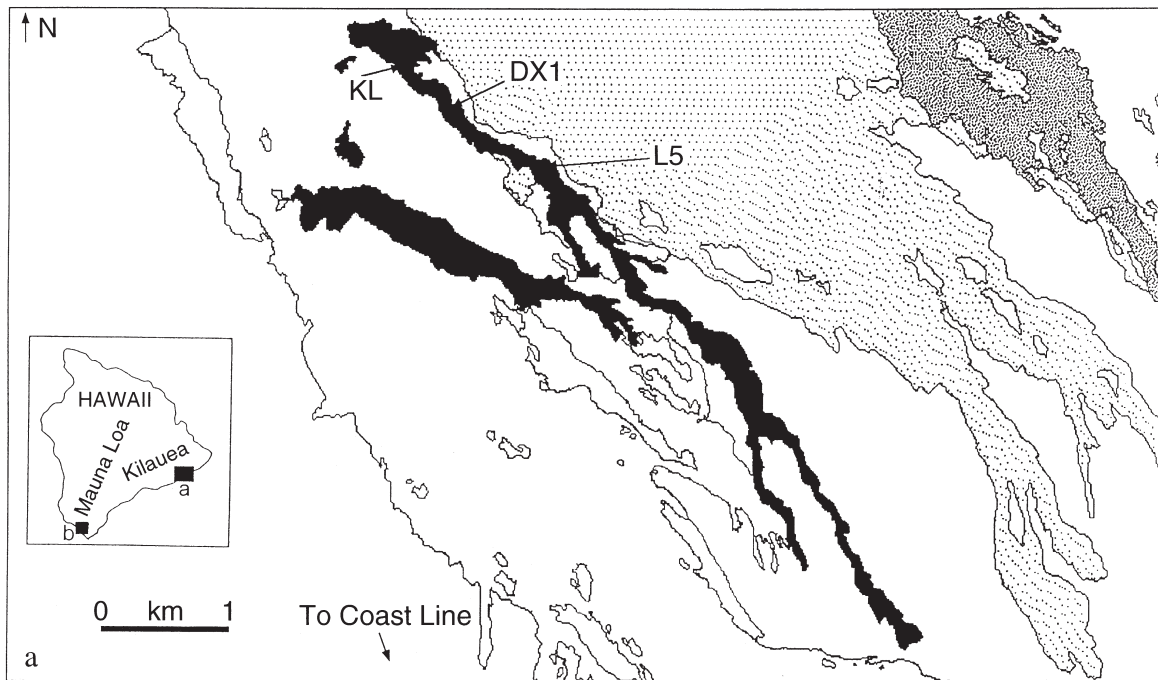 N
KL
DX1
L5
HAWAII
Mauna Loa
Kilauea
a
b
0 km 1
To Coast Line
a